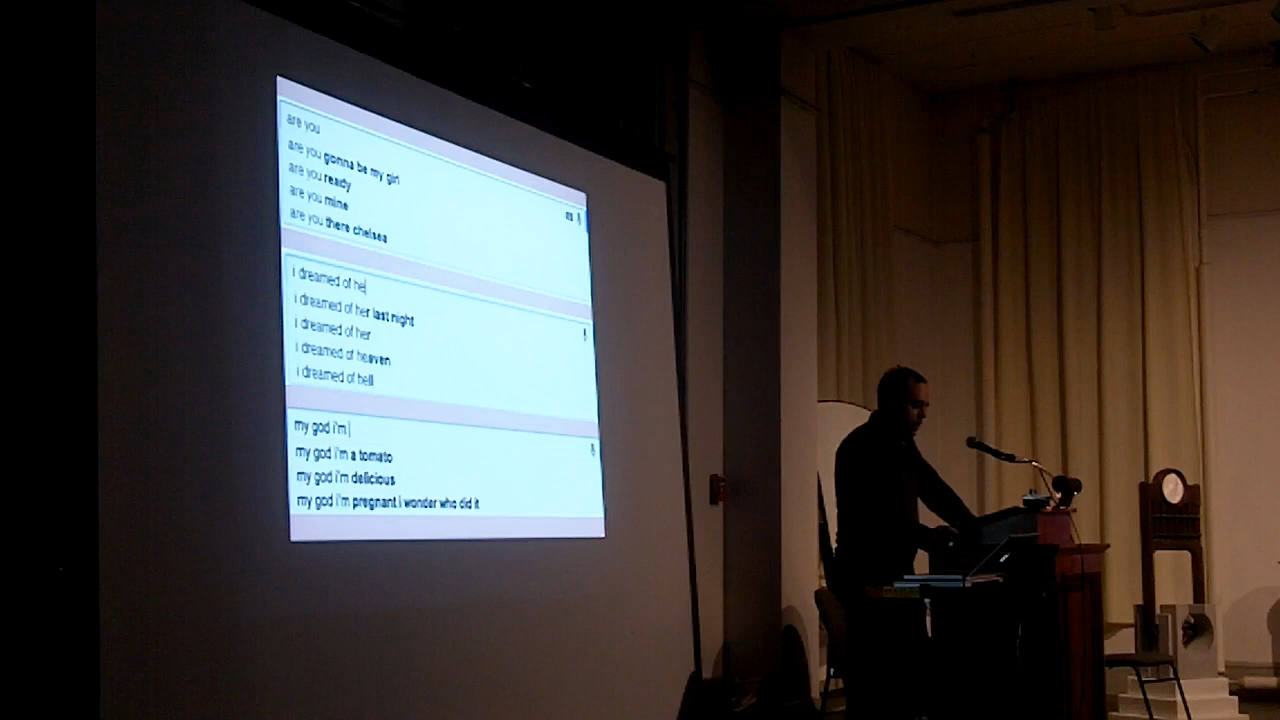 are you
are you gonna be my girl
are you ready
are you mine
are you there chelsea
i dreamed of he
i dreamed of her last night
i dreamed of her
i dreamed of heaven
i dreamed of hell
my god i'm
my god i'm a tomato
my god i'm delicious
my god i'm pregnant i wonder who did it